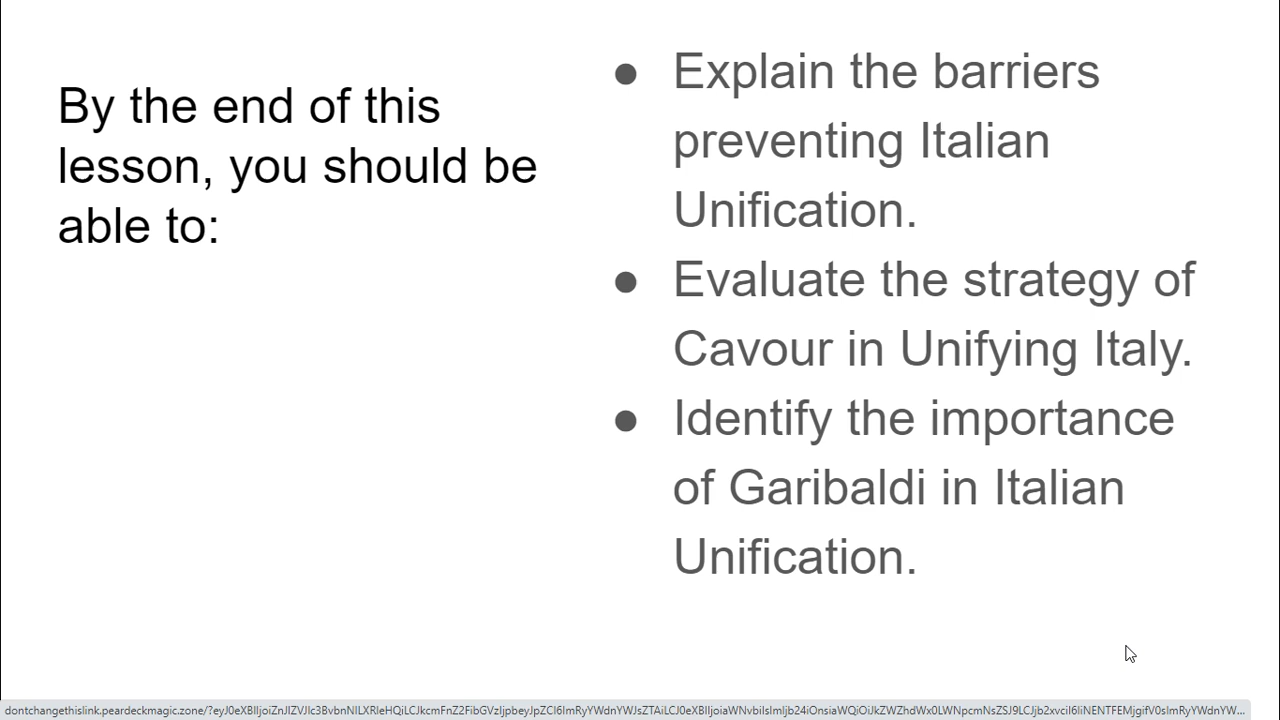 By the end of this
lesson, you should be
able to:
● Explain the barriers
preventing Italian
Unification.
● Evaluate the strategy of
Cavour in Unifying Italy.
● Identify the importance
of Garibaldi in Italian
Unification.